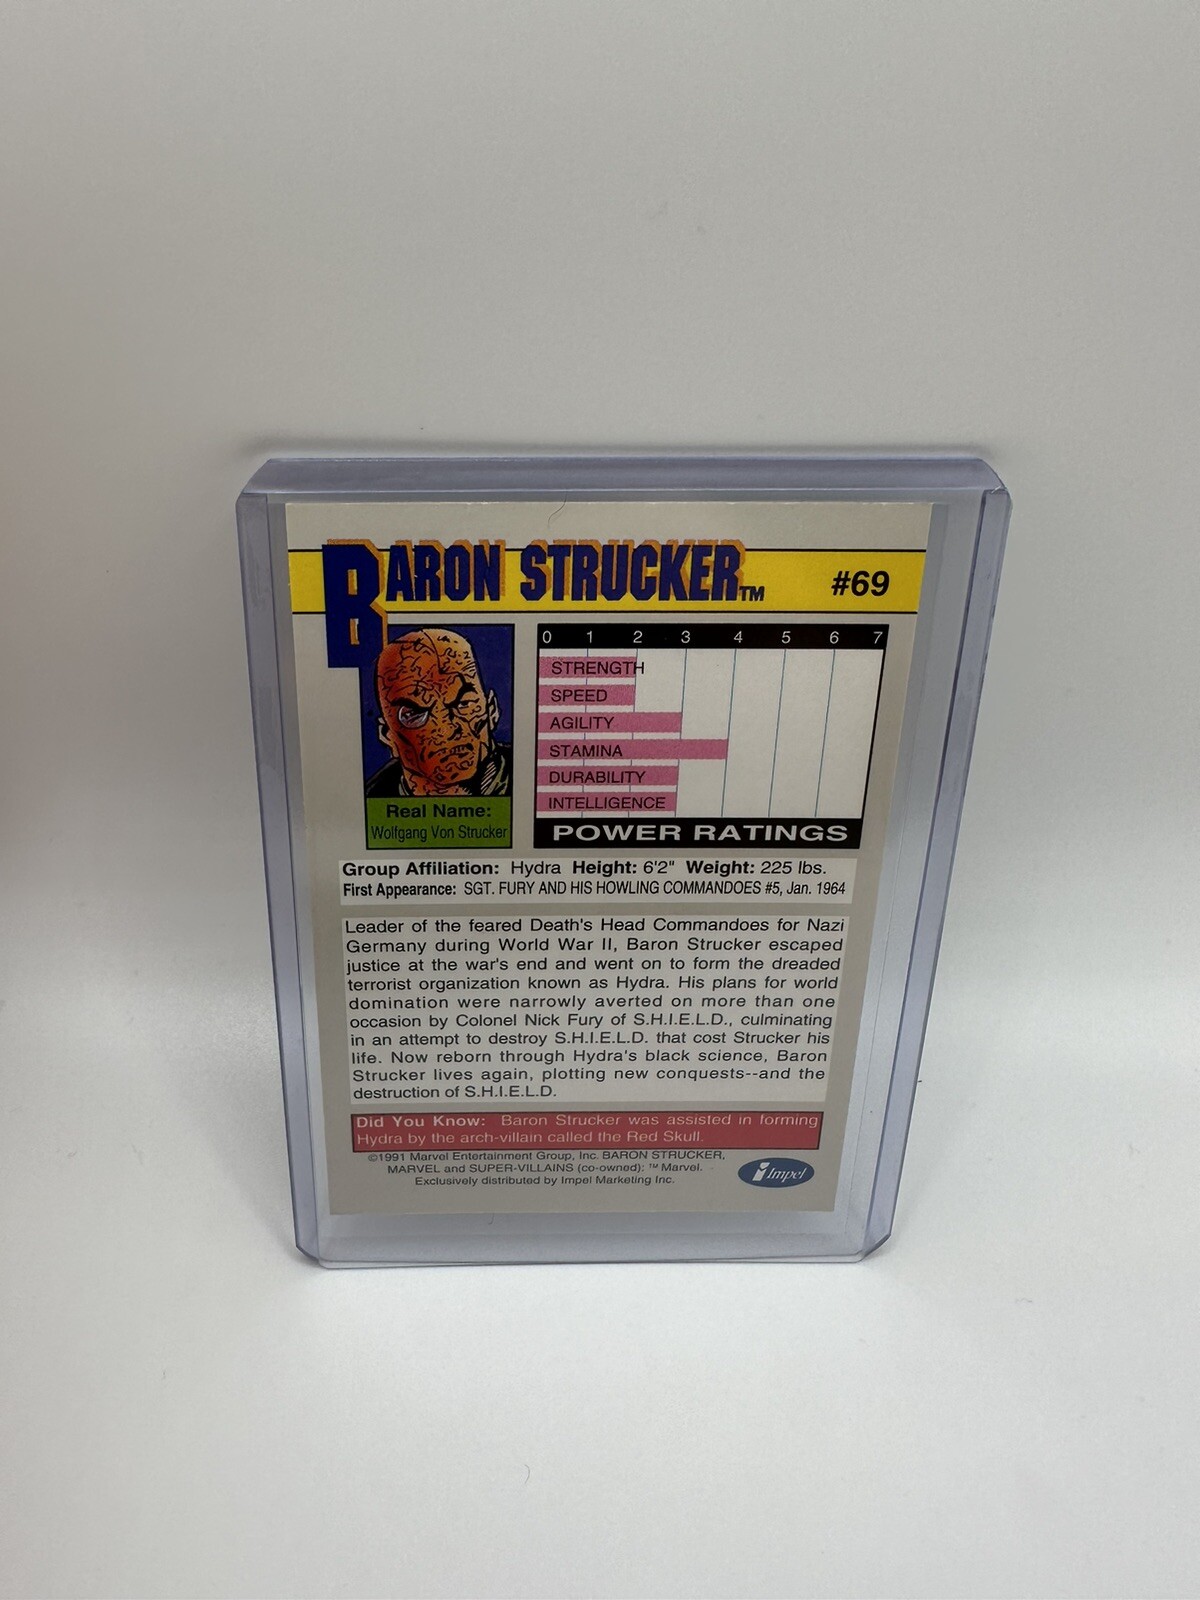 BARON STRUCKER™ #69
0 1 2 3 4 5 6 7
STRENGTH
SPEED
AGILITY
STAMINA
DURABILITY
INTELLIGENCE
POWER RATINGS
Real Name:
Wolfgang Von Strucker
Group Affiliation: Hydra Height: 6'2" Weight: 225 lbs.
First Appearance: SGT. FURY AND HIS HOWLING COMMANDOES #5, Jan. 1964
Leader of the feared Death's Head Commandoes for Nazi
Germany during World War II, Baron Strucker escaped
justice at the war's end and went on to form the dreaded
terrorist organization known as Hydra. His plans for world
domination were narrowly averted on more than one
occasion by Colonel Nick Fury of S.H.I.E.L.D., culminating
in an attempt to destroy S.H.I.E.L.D. that cost Strucker his
life. Now reborn through Hydra's black science, Baron
Strucker lives again, plotting new conquests--and the
destruction of S.H.I.E.L.D.
Did You Know: Baron Strucker was assisted in forming
Hydra by the arch-villain called the Red Skull.
©1991 Marvel Entertainment Group, Inc. BARON STRUCKER,
MARVEL and SUPER-VILLAINS (co-owned): ™ Marvel.
Exclusively distributed by Impel Marketing Inc.
Impel